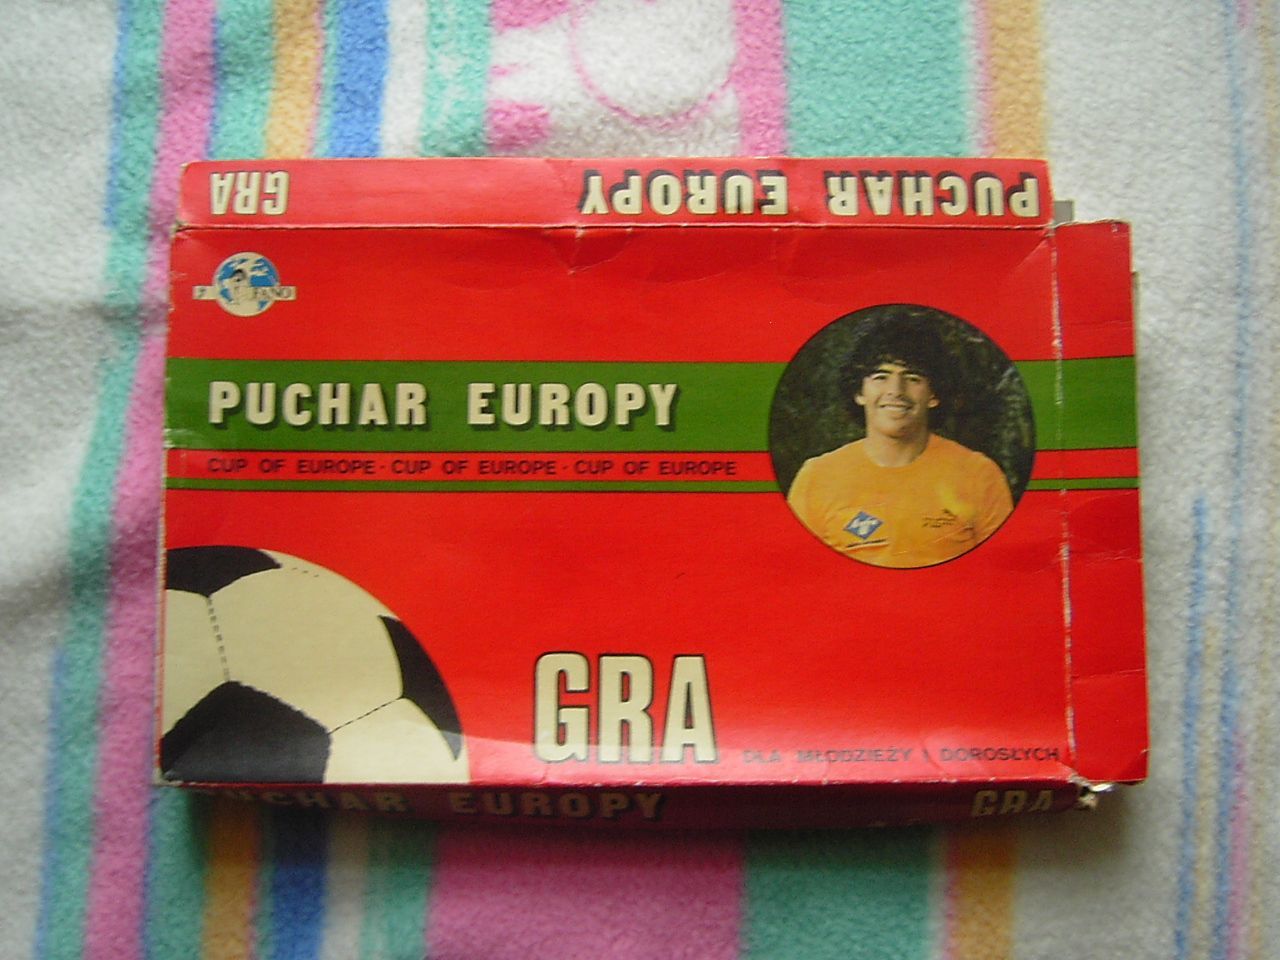 PUCHAR EUROPY GRA
PUCHAR EUROPY
CUP OF EUROPE · CUP OF EUROPE · CUP OF EUROPE
GRA
DLA MŁODZIEŻY I DOROSŁYCH
PUCHAR EUROPY GRA